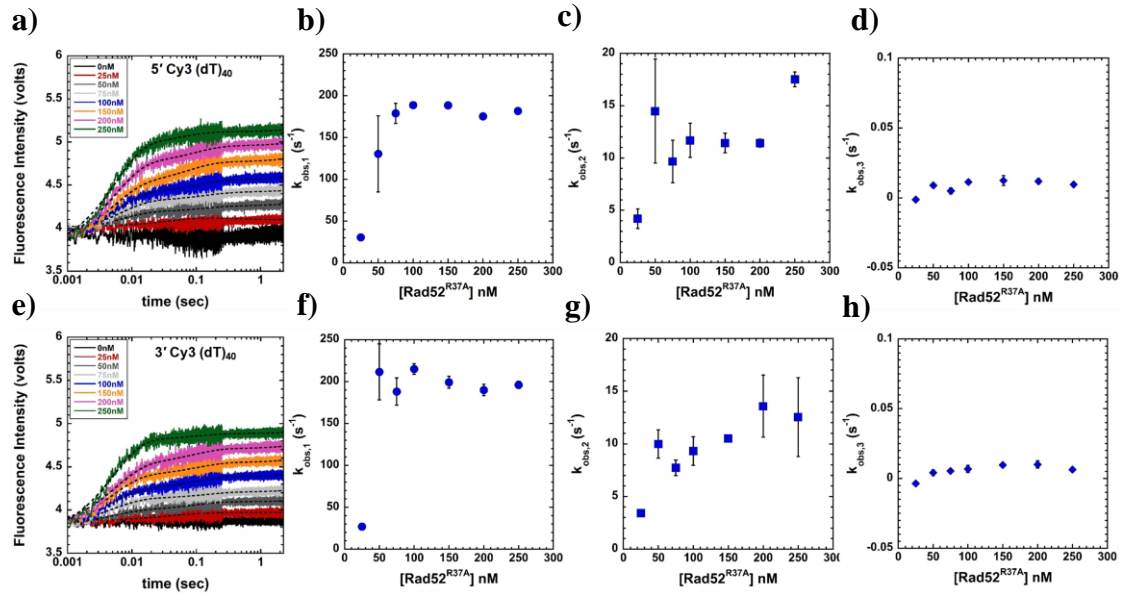 a)
b)
c)
d)
Fluorescence Intensity (volts)
6
5.5
5
4.5
4
3.5
5′ Cy3 (dT)40
0nM
25nM
50nM
75nM
100nM
150nM
200nM
250nM
0.001
0.01
0.1
1
time (sec)
kobs,1 (s-1)
250
200
150
100
50
0
0
50
100
150
200
250
300
[Rad52R37A] nM
kobs,2 (s-1)
20
15
10
5
0
0
50
100
150
200
250
300
[Rad52R37A] nM
kobs,3 (s-1)
0.1
0.05
0
-0.05
0
50
100
150
200
250
300
[Rad52R37A] nM
e)
f)
g)
h)
Fluorescence Intensity (volts)
6
5.5
5
4.5
4
3.5
3′ Cy3 (dT)40
0nM
25nM
50nM
75nM
100nM
150nM
200nM
250nM
0.001
0.01
0.1
1
time (sec)
kobs,1 (s-1)
250
200
150
100
50
0
0
50
100
150
200
250
300
[Rad52R37A] nM
kobs,2 (s-1)
20
15
10
5
0
0
50
100
150
200
250
300
[Rad52R37A] nM
kobs,3 (s-1)
0.1
0.05
0
-0.05
0
50
100
150
200
250
300
[Rad52R37A] nM